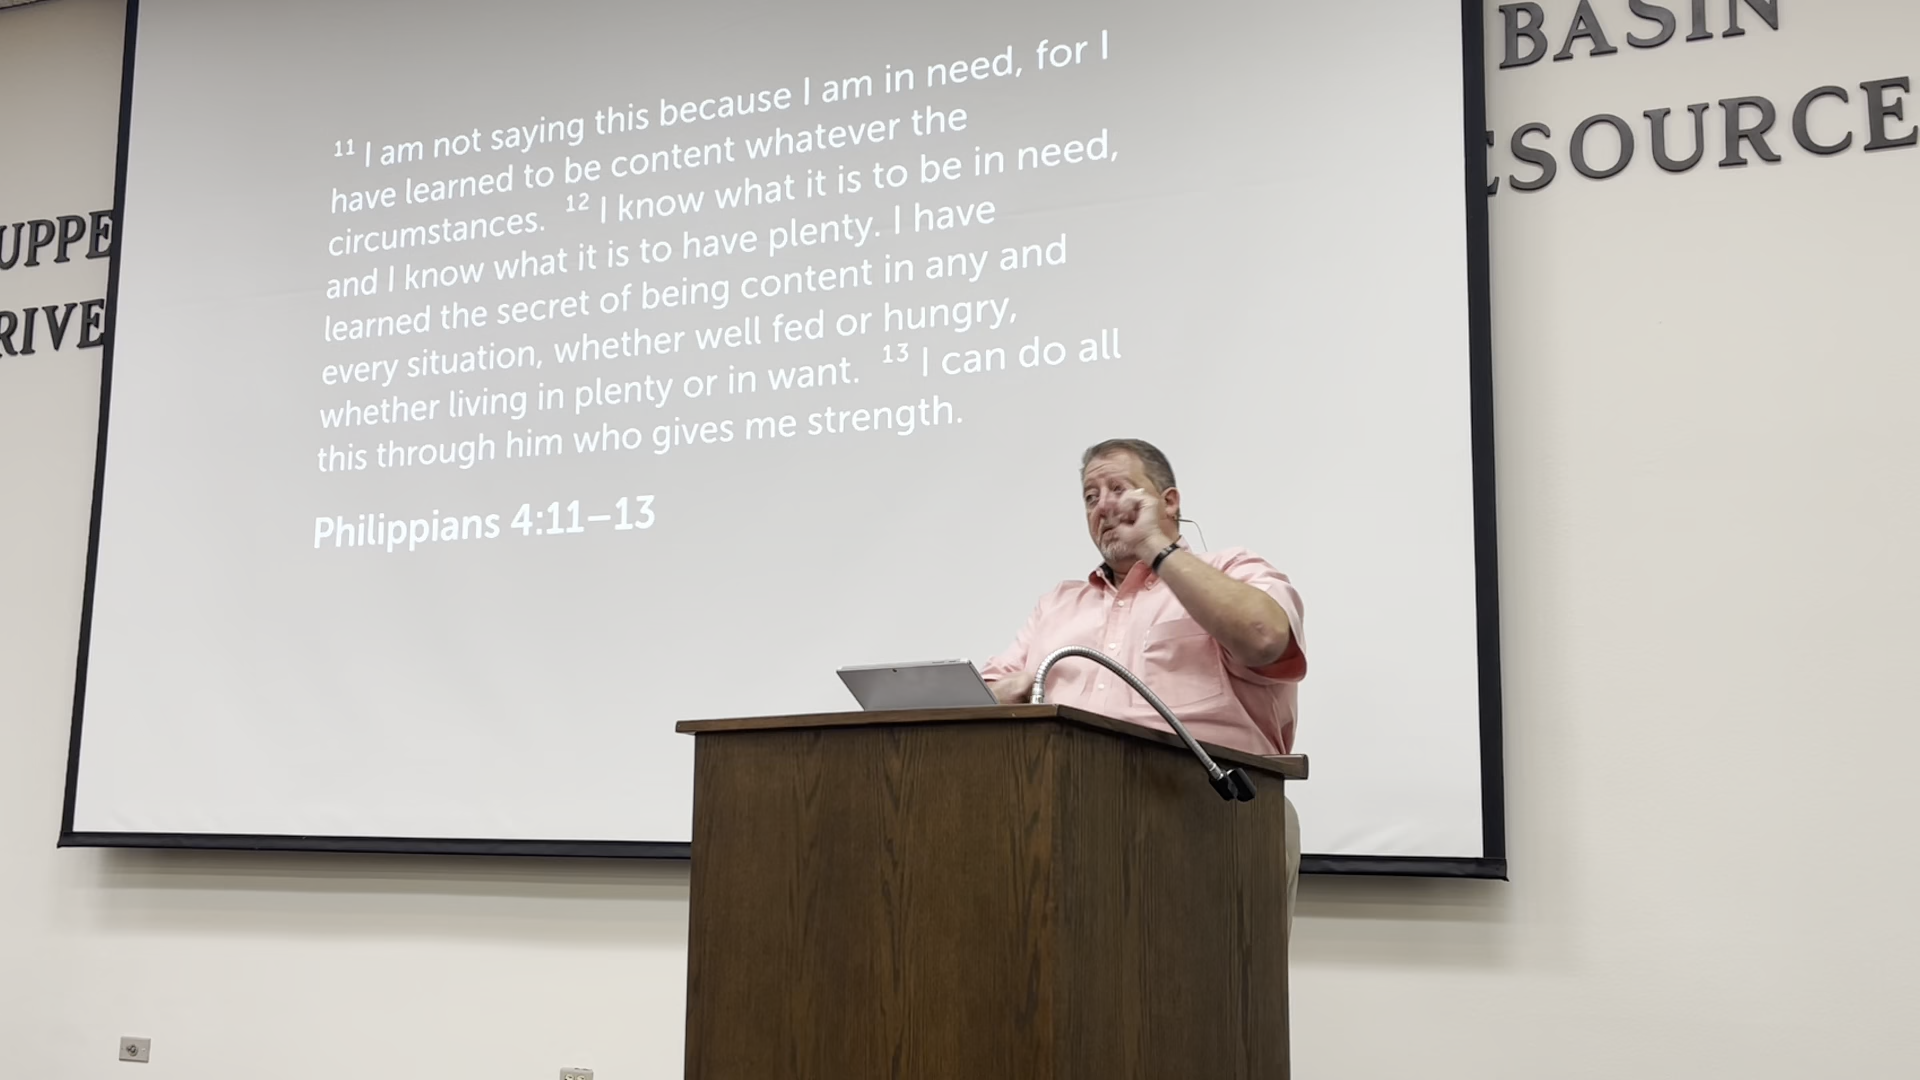 BASIN
ESOURCE
UPPE
RIVE
11 I am not saying this because I am in need, for I
have learned to be content whatever the
circumstances. 12 I know what it is to be in need,
and I know what it is to have plenty. I have
learned the secret of being content in any and
every situation, whether well fed or hungry,
whether living in plenty or in want. 13 I can do all
this through him who gives me strength.
Philippians 4:11–13